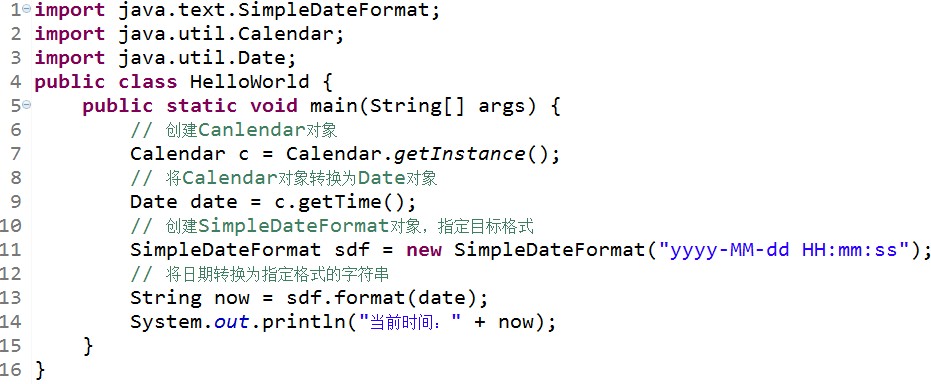 1 import java.text.SimpleDateFormat;
2 import java.util.Calendar;
3 import java.util.Date;
4 public class HelloWorld {
5     public static void main(String[] args) {
6         // 创建Canlendar对象
7         Calendar c = Calendar.getInstance();
8         // 将Calendar对象转换为Date对象
9         Date date = c.getTime();
10         // 创建SimpleDateFormat对象，指定目标格式
11         SimpleDateFormat sdf = new SimpleDateFormat("yyyy-MM-dd HH:mm:ss");
12         // 将日期转换为指定格式的字符串
13         String now = sdf.format(date);
14         System.out.println("当前时间：" + now);
15     }
16 }